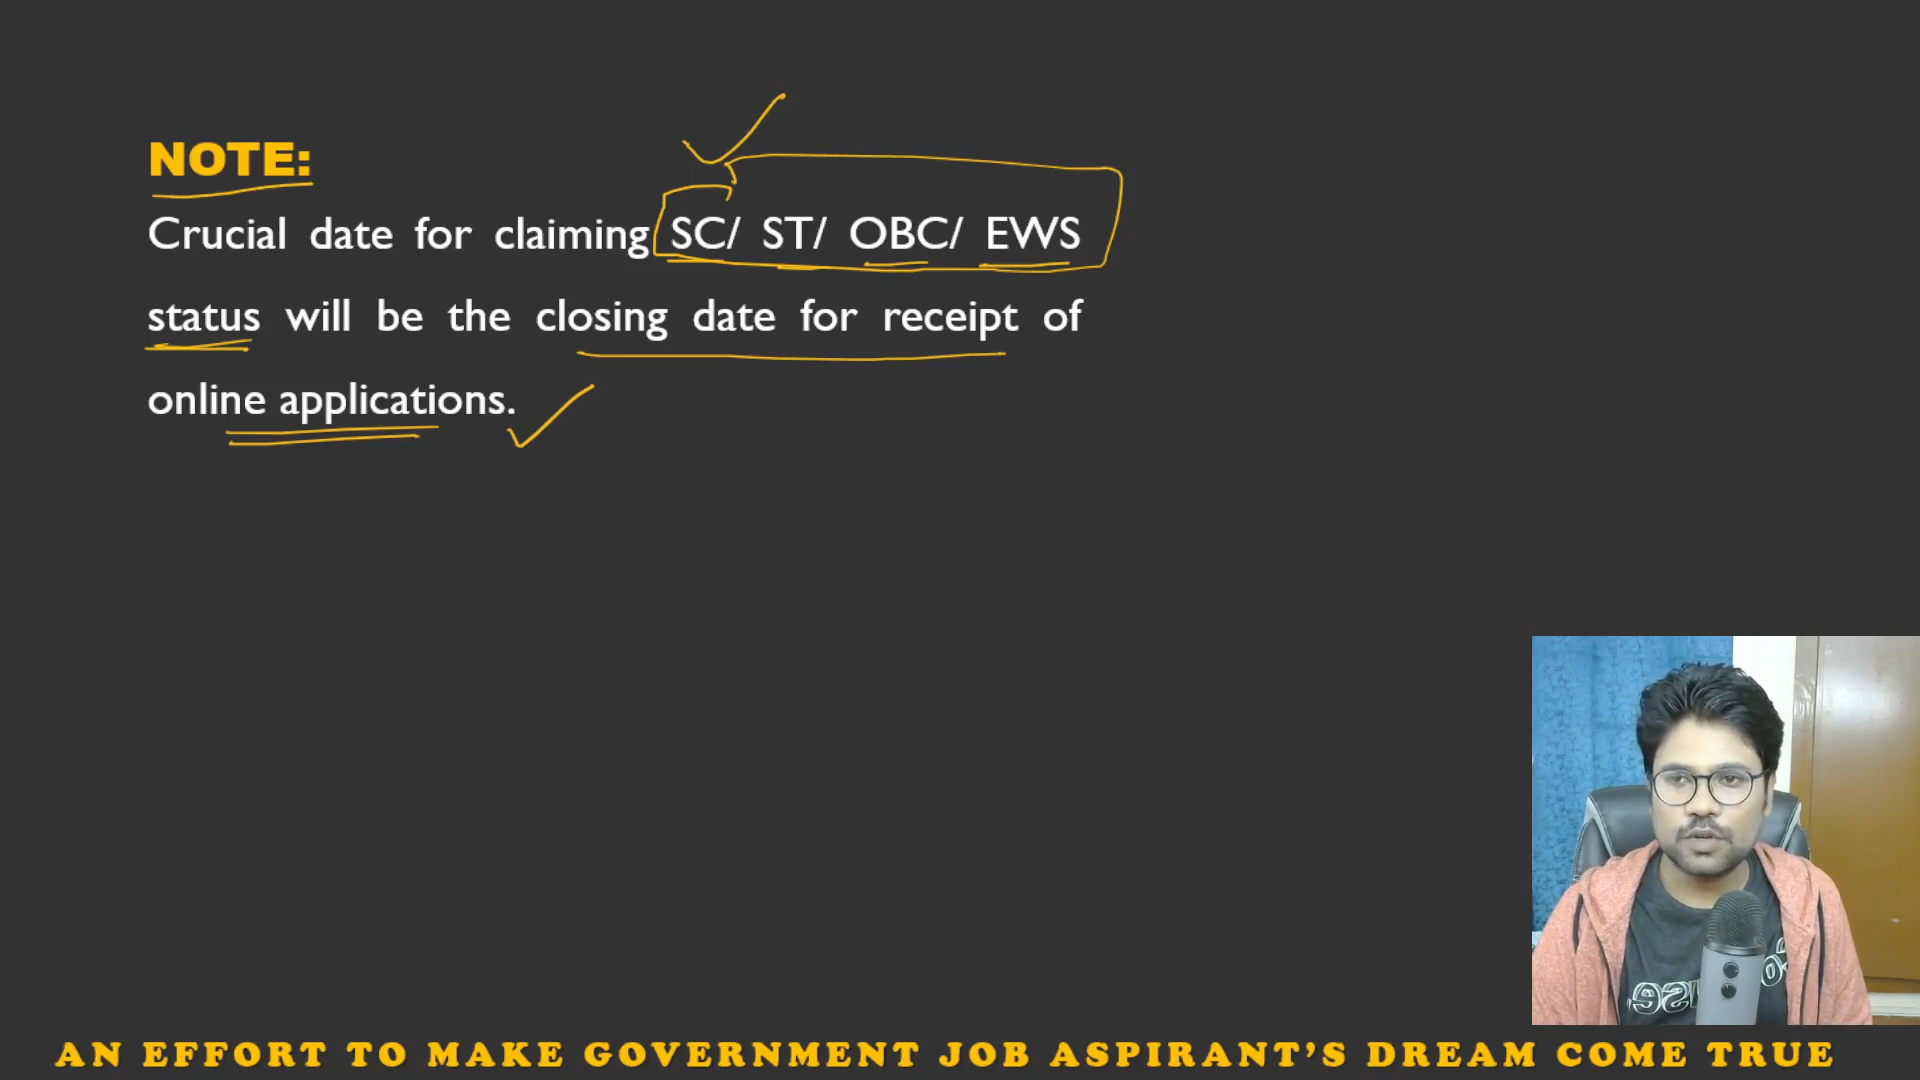 NOTE:
Crucial date for claiming SC/ ST/ OBC/ EWS
status will be the closing date for receipt of
online applications.
AN EFFORT TO MAKE GOVERNMENT JOB ASPIRANT’S DREAM COME TRUE